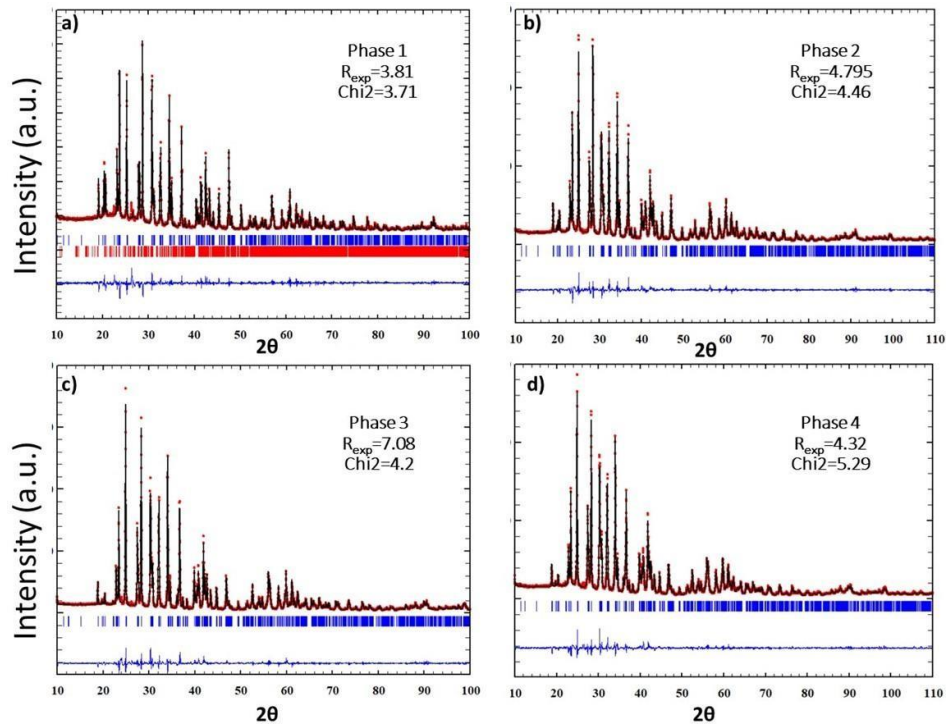 a)
Phase 1
Rexp=3.81
Chi2=3.71
Intensity (a.u.)
10 20 30 40 50 60 70 80 90 100
2θ
b)
Phase 2
Rexp=4.795
Chi2=4.46
10 20 30 40 50 60 70 80 90 100 110
2θ
c)
Phase 3
Rexp=7.08
Chi2=4.2
Intensity (a.u.)
10 20 30 40 50 60 70 80 90 100
2θ
d)
Phase 4
Rexp=4.32
Chi2=5.29
10 20 30 40 50 60 70 80 90 100 110
2θ